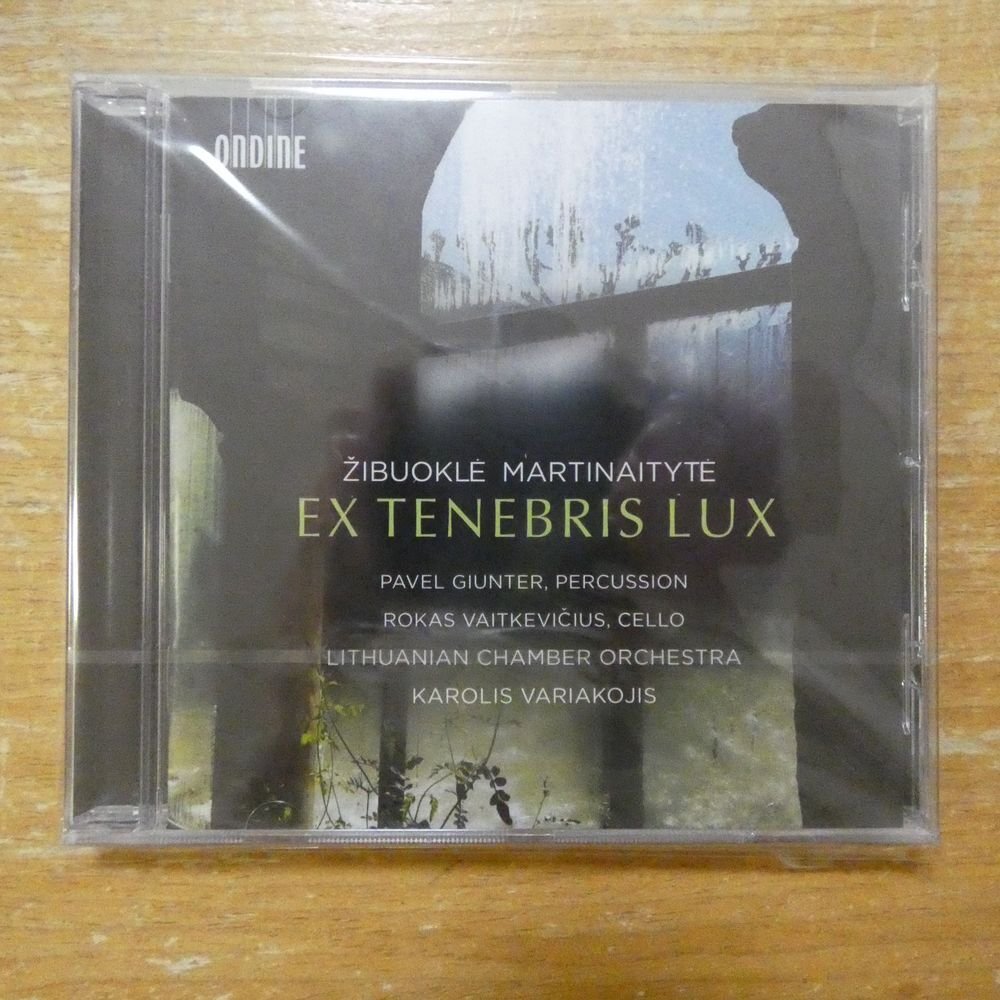 ONDINE
ŽIBUOKLĖ MARTINAITYTĖ
EX TENEBRIS LUX
PAVEL GIUNTER, PERCUSSION
ROKAS VAITKEVIČIUS, CELLO
LITHUANIAN CHAMBER ORCHESTRA
KAROLIS VARIAKOJIS